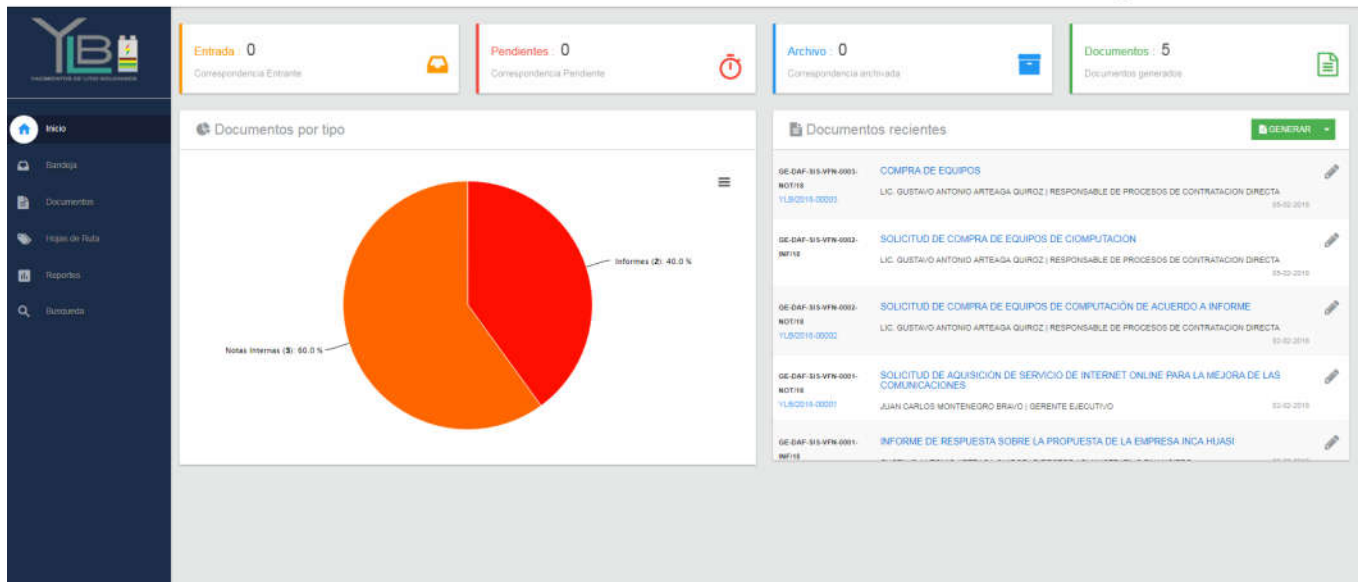 YLB
YACIMIENTOS DE LITIO BOLIVIANOS
Inicio
Bandeja
Documentos
Hojas de Ruta
Reportes
Busqueda
Entrada : 0
Correspondencia Entrante
Pendientes : 0
Correspondencia Pendiente
Archivo : 0
Correspondencia archivada
Documentos : 5
Documentos generados
Documentos por tipo
Informes (2): 40.0 %
Notas Internas (3): 60.0 %
Documentos recientes
GENERAR
GE-DAF-SIS-VFN-0003-
NOT/18
YLB/2018-00003
COMPRA DE EQUIPOS
LIC. GUSTAVO ANTONIO ARTEAGA QUIROZ | RESPONSABLE DE PROCESOS DE CONTRATACION DIRECTA
05-02-2018
GE-DAF-SIS-VFN-0002-
INF/18
SOLICITUD DE COMPRA DE EQUIPOS DE CIOMPUTACION
LIC. GUSTAVO ANTONIO ARTEAGA QUIROZ | RESPONSABLE DE PROCESOS DE CONTRATACION DIRECTA
05-02-2018
GE-DAF-SIS-VFN-0002-
NOT/18
YLB/2018-00002
SOLICITUD DE COMPRA DE EQUIPOS DE COMPUTACIÓN DE ACUERDO A INFORME
LIC. GUSTAVO ANTONIO ARTEAGA QUIROZ | RESPONSABLE DE PROCESOS DE CONTRATACION DIRECTA
02-02-2018
GE-DAF-SIS-VFN-0001-
NOT/18
YLB/2018-00001
SOLICITUD DE AQUISICION DE SERVICIO DE INTERNET ONLINE PARA LA MEJORA DE LAS
COMUNICACIONES
JUAN CARLOS MONTENEGRO BRAVO | GERENTE EJECUTIVO
02-02-2018
GE-DAF-SIS-VFN-0001-
INF/18
INFORME DE RESPUESTA SOBRE LA PROPUESTA DE LA EMPRESA INCA HUASI